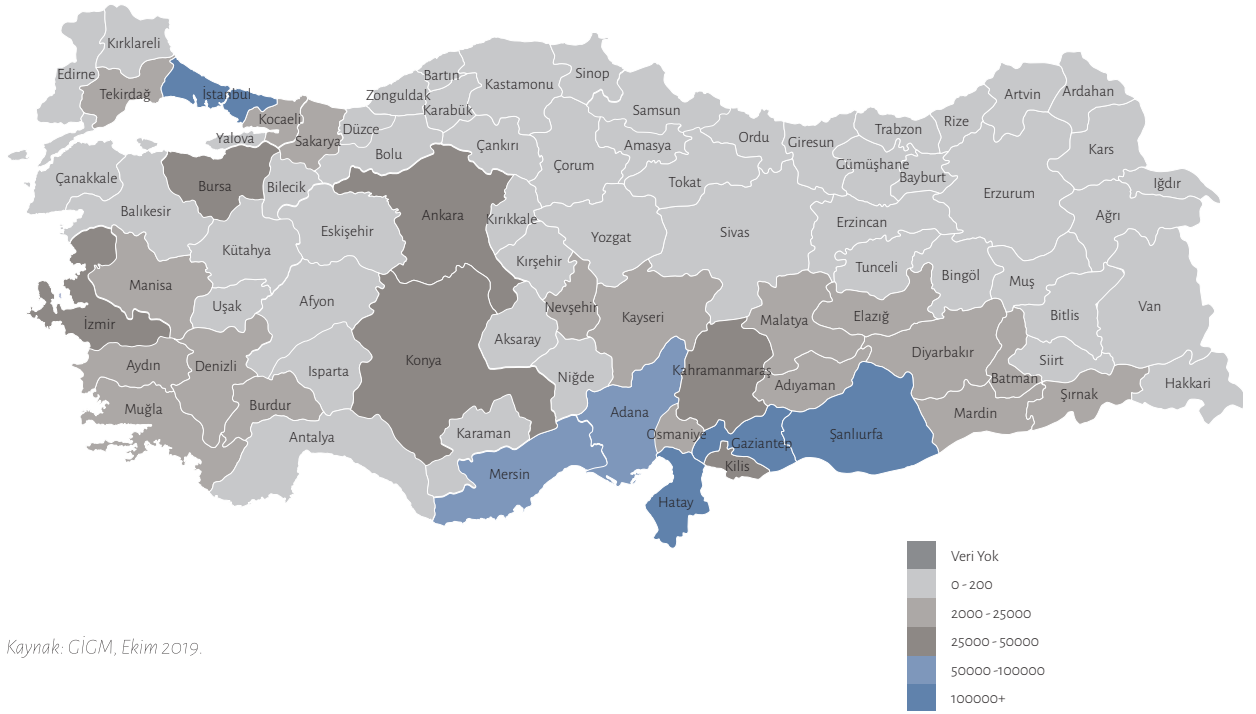 Kırklareli
Edirne
Tekirdağ
İstanbul
Kocaeli
Yalova
Sakarya
Düzce
Zonguldak
Bartın
Karabük
Kastamonu
Sinop
Samsun
Ordu
Giresun
Trabzon
Rize
Artvin
Ardahan
Kars
Iğdır
Ağrı
Erzurum
Bayburt
Gümüşhane
Tokat
Amasya
Çorum
Çankırı
Bolu
Bilecik
Bursa
Çanakkale
Balıkesir
Kütahya
Eskişehir
Ankara
Kırıkkale
Kırşehir
Yozgat
Sivas
Erzincan
Tunceli
Bingöl
Muş
Bitlis
Van
Hakkari
Siirt
Şırnak
Batman
Mardin
Diyarbakır
Elazığ
Malatya
Adıyaman
Kahramanmaraş
Kayseri
Nevşehir
Aksaray
Niğde
Konya
Afyon
Uşak
Manisa
İzmir
Aydın
Denizli
Isparta
Burdur
Muğla
Antalya
Karaman
Mersin
Adana
Osmaniye
Gaziantep
Şanlıurfa
Kilis
Hatay
Veri Yok
0 - 200
2000 - 25000
25000 - 50000
50000 -100000
100000+
Kaynak: GİGM, Ekim 2019.